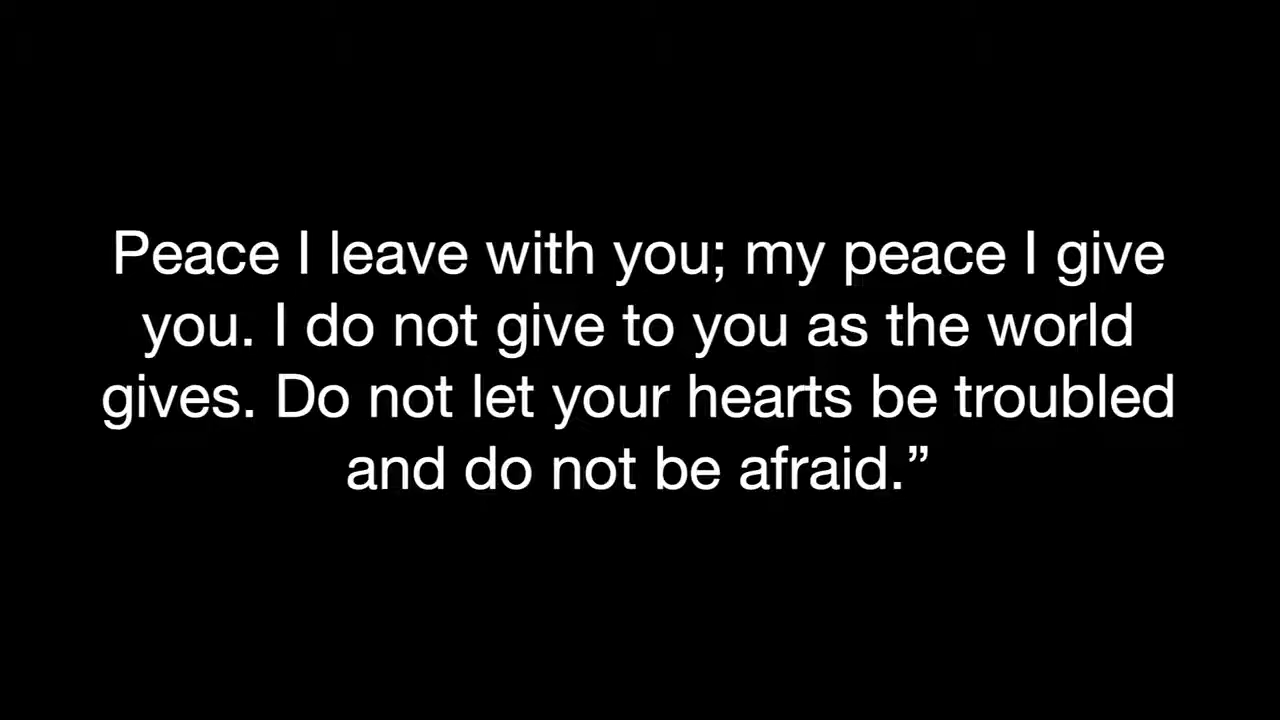 Peace I leave with you; my peace I give
you. I do not give to you as the world
gives. Do not let your hearts be troubled
and do not be afraid.”